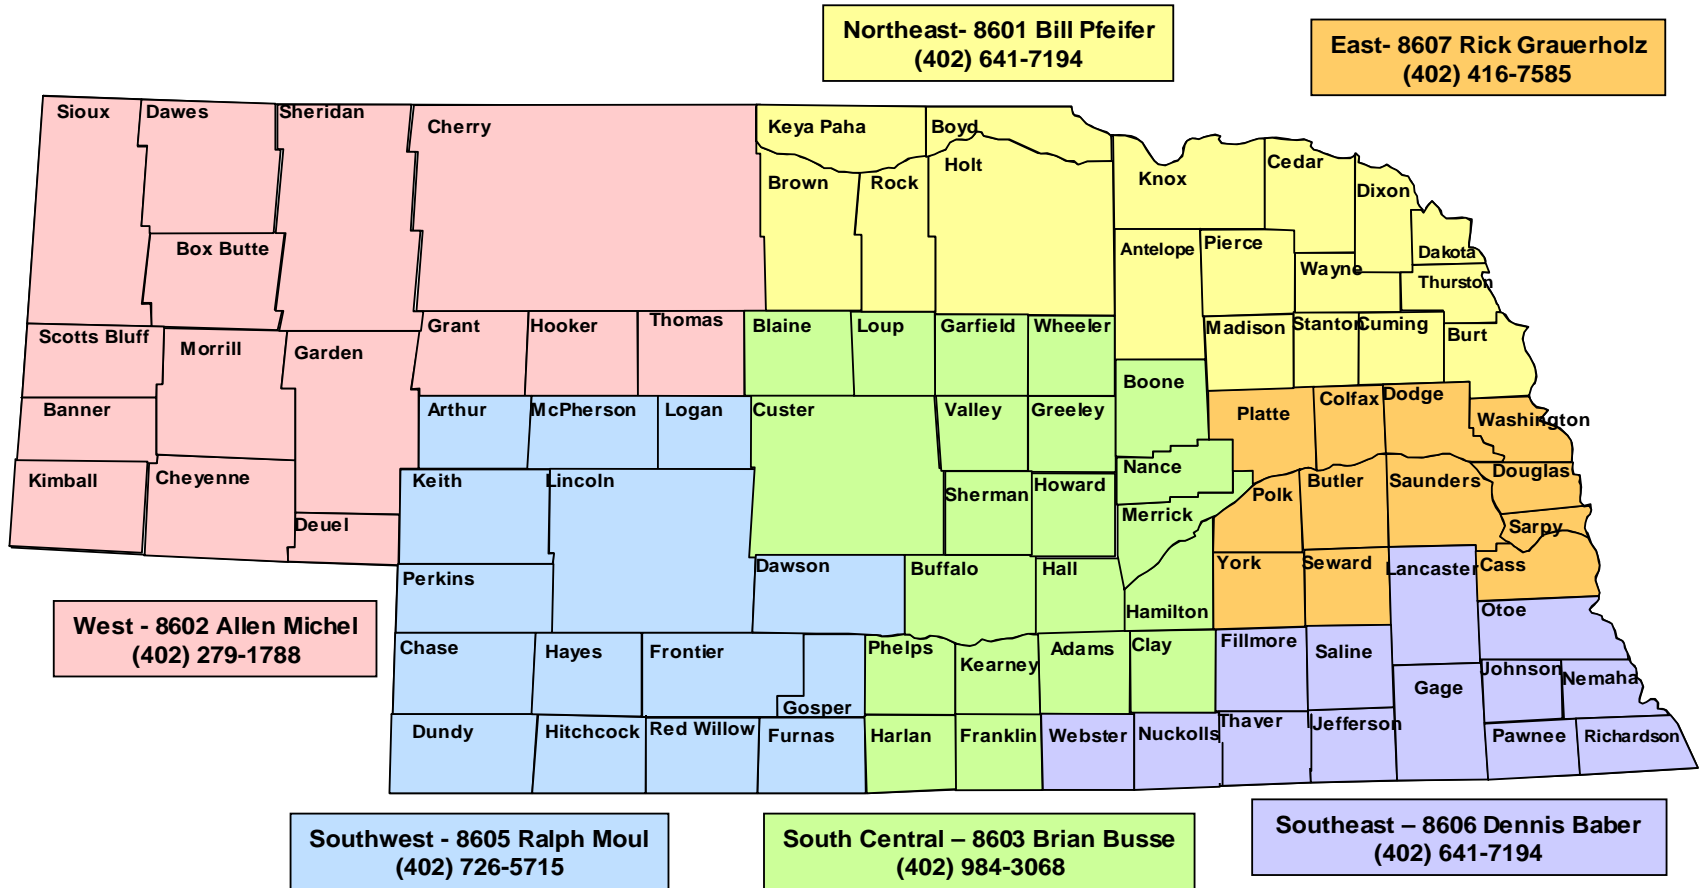 Northeast- 8601 Bill Pfeifer
(402) 641-7194
East- 8607 Rick Grauerholz
(402) 416-7585
Sioux
Dawes
Sheridan
Cherry
Keya Paha
Boyd
Holt
Brown
Rock
Knox
Cedar
Dixon
Dakota
Box Butte
Antelope
Pierce
Wayne
Thurston
Scotts Bluff
Morrill
Garden
Grant
Hooker
Thomas
Blaine
Loup
Garfield
Wheeler
Madison
Stanton
Cuming
Burt
Boone
Banner
Arthur
McPherson
Logan
Custer
Valley
Greeley
Platte
Colfax
Dodge
Washington
Kimball
Cheyenne
Keith
Lincoln
Sherman
Howard
Nance
Polk
Butler
Saunders
Douglas
Deuel
Merrick
Sarpy
Perkins
Dawson
Buffalo
Hall
Hamilton
York
Seward
Lancaster
Cass
Otoe
West - 8602 Allen Michel
(402) 279-1788
Chase
Hayes
Frontier
Gosper
Phelps
Kearney
Adams
Clay
Fillmore
Saline
Gage
Johnson
Nemaha
Dundy
Hitchcock
Red Willow
Furnas
Harlan
Franklin
Webster
Nuckolls
Thaver
Jefferson
Pawnee
Richardson
Southwest - 8605 Ralph Moul
(402) 726-5715
South Central – 8603 Brian Busse
(402) 984-3068
Southeast – 8606 Dennis Baber
(402) 641-7194